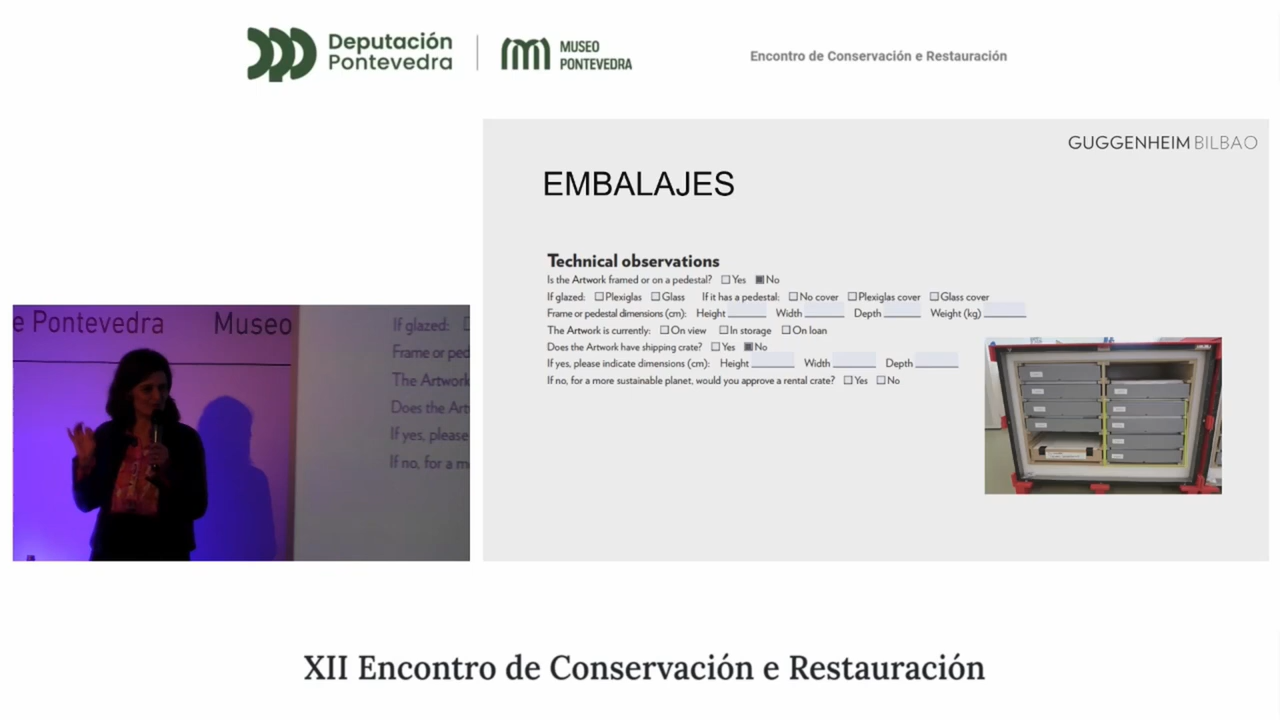 Deputación
Pontevedra
MUSEO
PONTEVEDRA
Encontro de Conservación e Restauración
GUGGENHEIM BILBAO
EMBALAJES
Technical observations
Is the Artwork framed or on a pedestal? Yes No
If glazed: Plexiglas Glass If it has a pedestal: No cover Plexiglas cover Glass cover
Frame or pedestal dimensions (cm): Height Width Depth Weight (kg)
The Artwork is currently: On view In storage On loan
Does the Artwork have shipping crate? Yes No
If yes, please indicate dimensions (cm): Height Width Depth
If no, for a more sustainable planet, would you approve a rental crate? Yes No
e Pontevedra Museo
If glazed:
Frame or ped
The Artwork
Does the Art
If yes, please
If no, for a m
XII Encontro de Conservación e Restauración